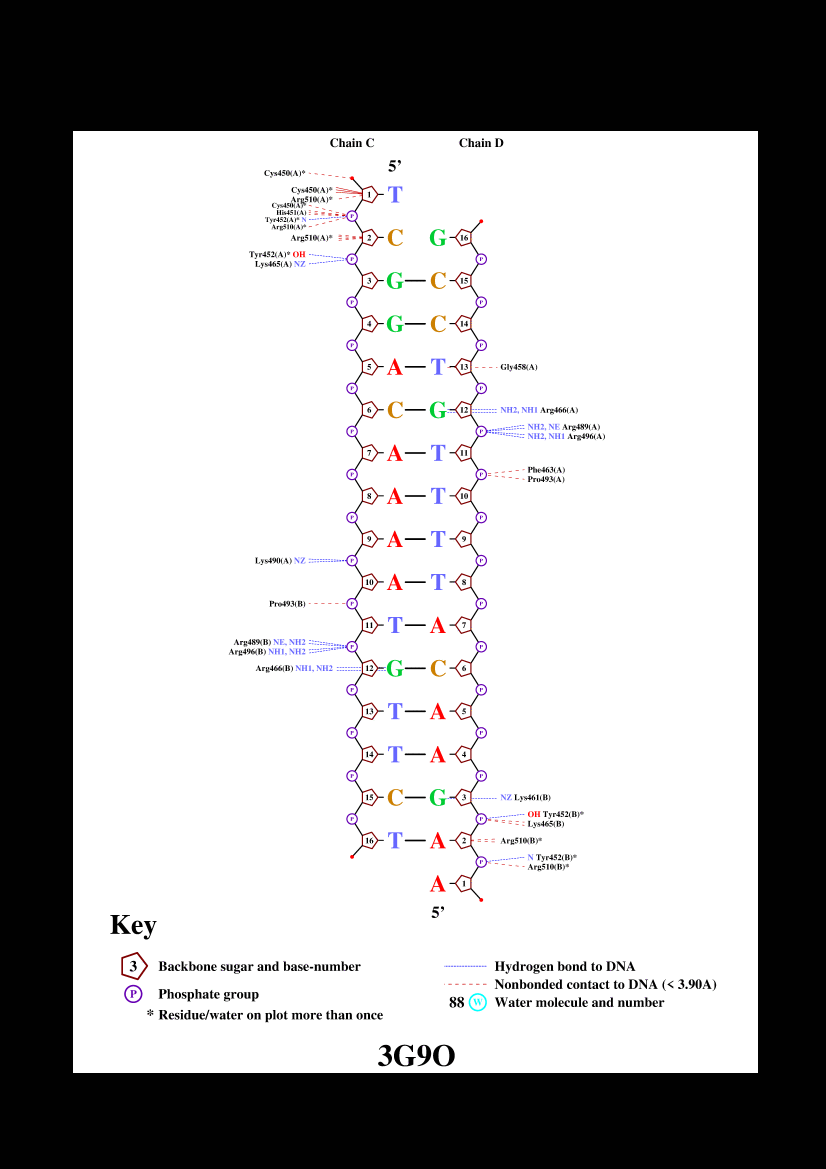 Chain C Chain D
5’
Cys450(A)*
Cys450(A)*
Arg510(A)*
1 T
Cys450(A)*
His451(A)
P
Tyr452(A)* N
Arg510(A)*
Arg510(A)* 2 C G 16
Tyr452(A)* OH
P P
Lys465(A) NZ
3 G C 15
P P
4 G C 14
P P
5 A T 13 Gly458(A)
P P
6 C G 12 NH2, NH1 Arg466(A)
NH2, NE Arg489(A)
P P
NH2, NH1 Arg496(A)
7 A T 11
Phe463(A)
P P
Pro493(A)
8 A T 10
P P
9 A T 9
Lys490(A) NZ P P
10 A T 8
Pro493(B) P P
11 T A 7
Arg489(B) NE, NH2
P P
Arg496(B) NH1, NH2
Arg466(B) NH1, NH2 12 G C 6
P P
13 T A 5
P P
14 T A 4
P P
15 C G 3 NZ Lys461(B)
OH Tyr452(B)*
P P
Lys465(B)
16 T A 2 Arg510(B)*
N Tyr452(B)*
P
Arg510(B)*
A 1
5’
Key
3 Backbone sugar and base-number
P Phosphate group
* Residue/water on plot more than once
Hydrogen bond to DNA
Nonbonded contact to DNA (< 3.90A)
88 W Water molecule and number
3G9O